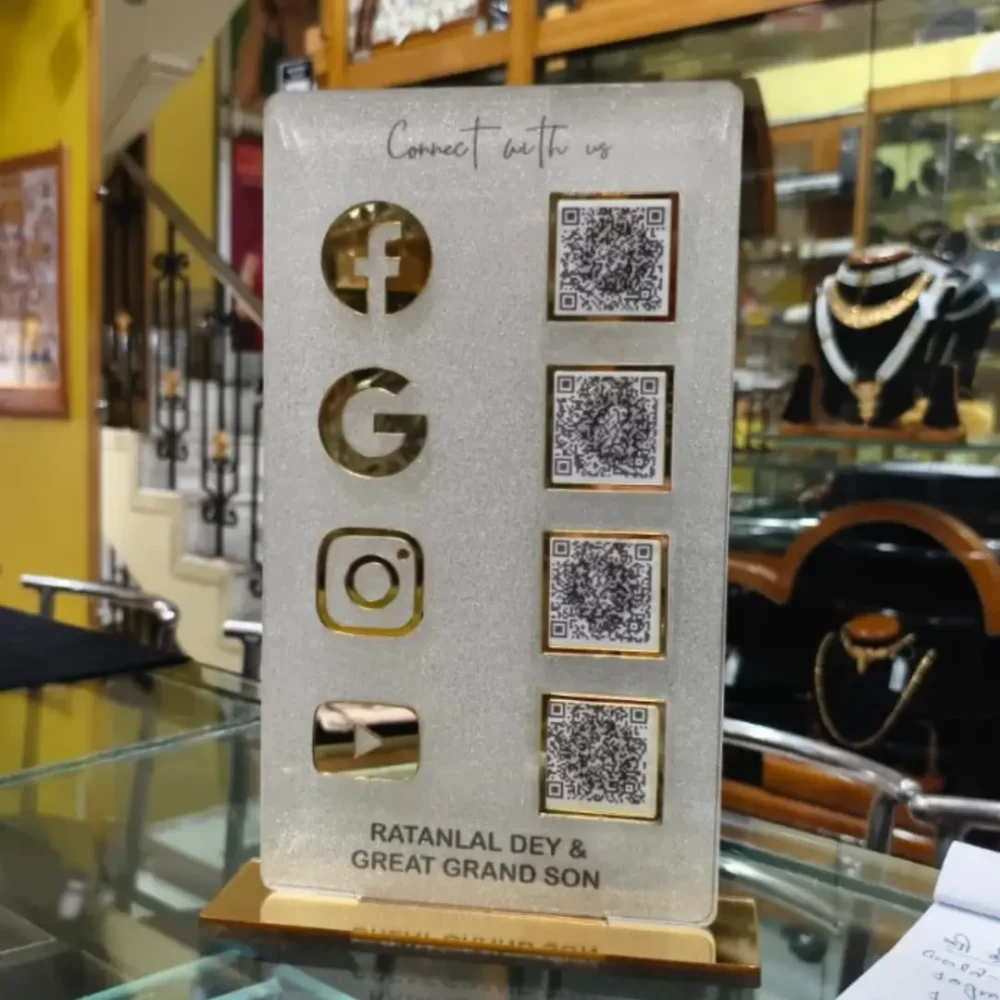 Connect with us
RATANLAL DEY &
GREAT GRAND SON